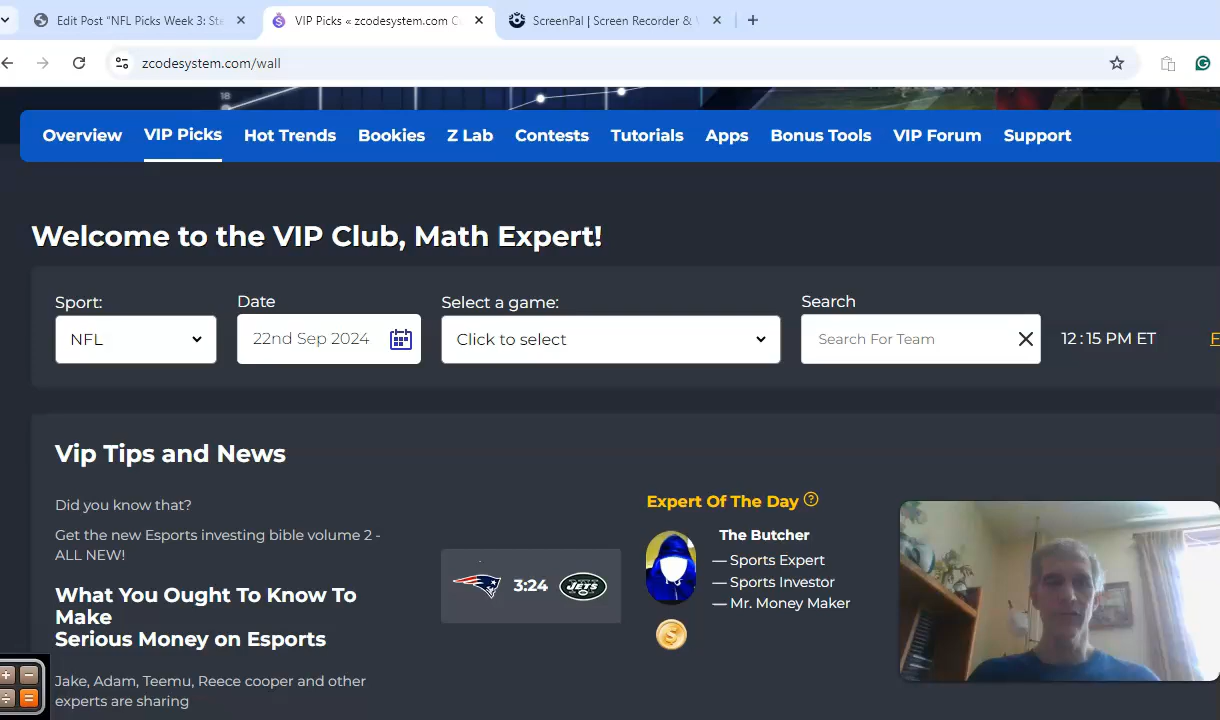 Edit Post "NFL Picks Week 3: Ste
VIP Picks « zcodesystem.com C
ScreenPal | Screen Recorder &
zcodesystem.com/wall
18
Overview VIP Picks Hot Trends Bookies Z Lab Contests Tutorials Apps Bonus Tools VIP Forum Support
Welcome to the VIP Club, Math Expert!
Sport: Date Select a game: Search
NFL 22nd Sep 2024 Click to select Search For Team 12:15 PM ET
Vip Tips and News
Did you know that?
Get the new Esports investing bible volume 2 -
ALL NEW!
What You Ought To Know To
Make
Serious Money on Esports
Jake, Adam, Teemu, Reece cooper and other
experts are sharing
3:24
JETS
Expert Of The Day ?
The Butcher
— Sports Expert
— Sports Investor
— Mr. Money Maker